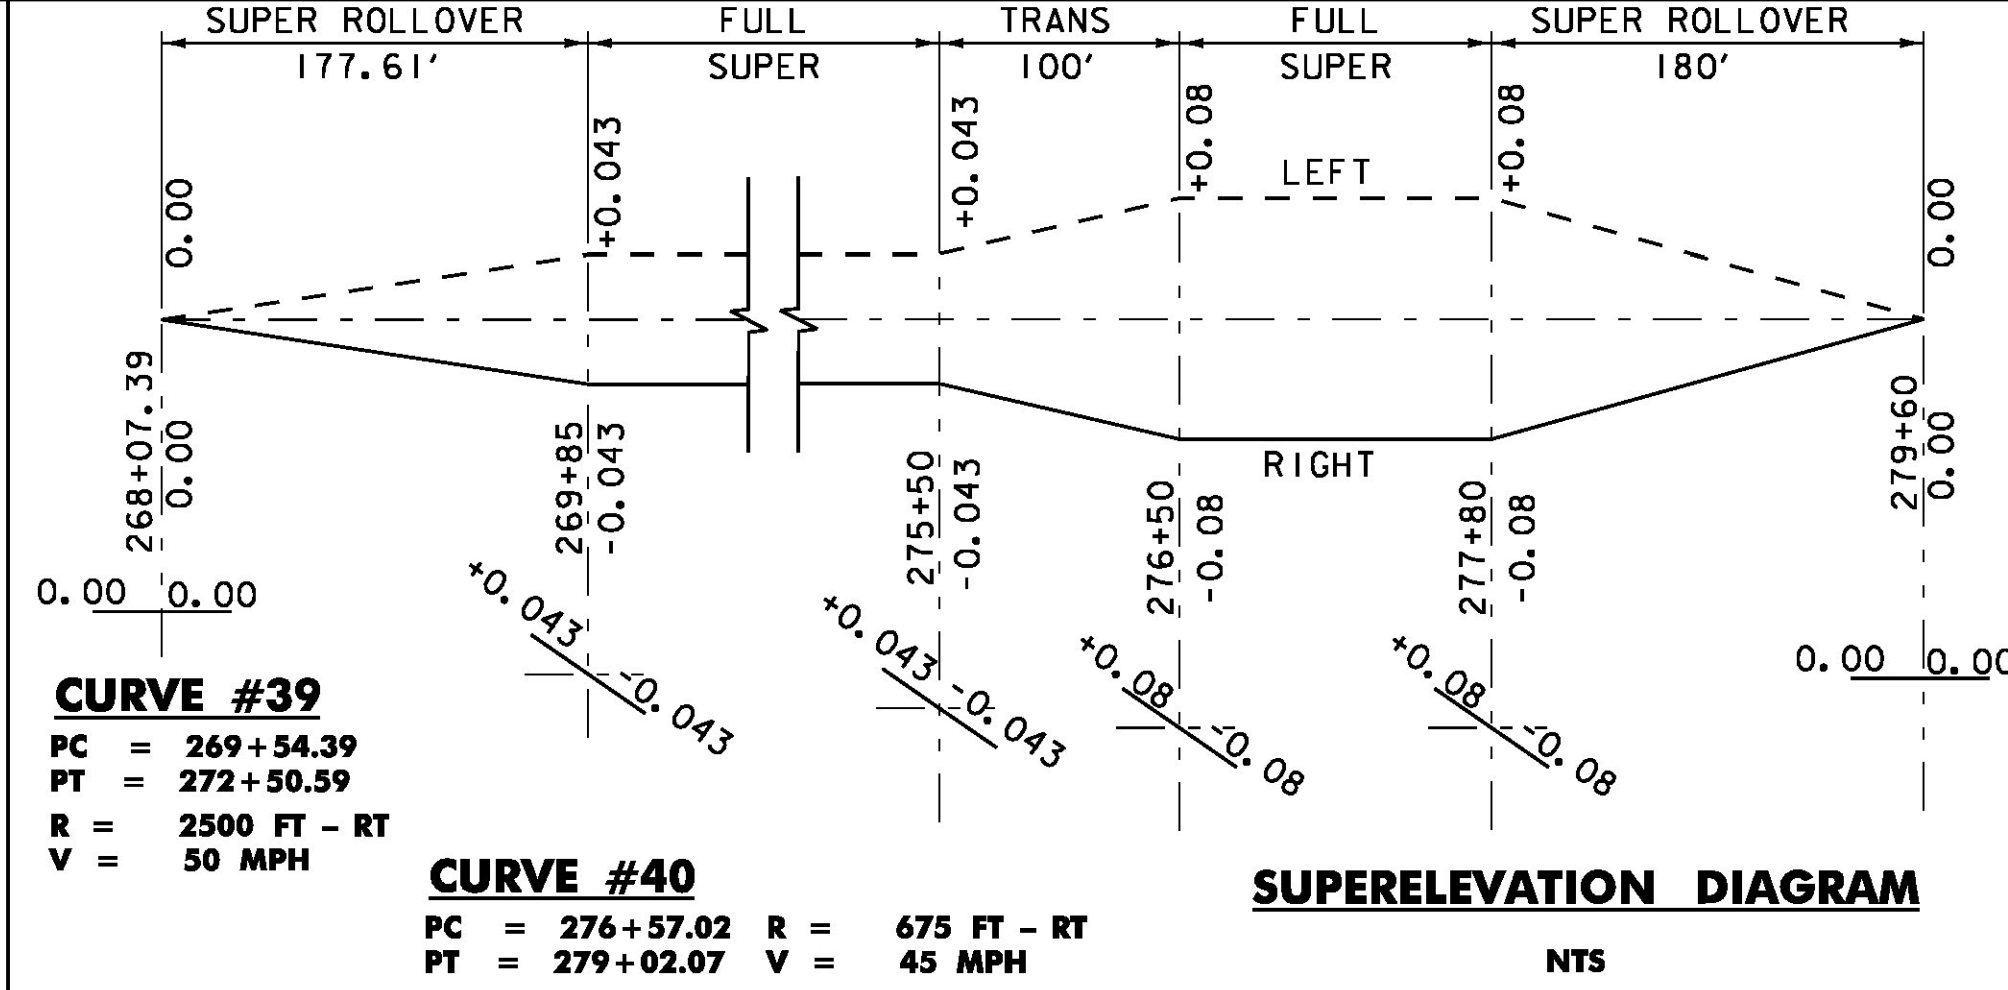 SUPER ROLLOVER
177.61'
FULL
SUPER
TRANS
100'
FULL
SUPER
SUPER ROLLOVER
180'
0.00
+0.043
+0.043
+0.08
+0.08
0.00
LEFT
RIGHT
268+07.39
0.00
269+85
-0.043
275+50
-0.043
276+50
-0.08
277+80
-0.08
279+60
0.00
0.00 0.00
+0.043 -0.043
+0.043 -0.043
+0.08 -0.08
+0.08 -0.08
0.00 0.00
CURVE #39
PC = 269+54.39
PT = 272+50.59
R = 2500 FT - RT
V = 50 MPH
CURVE #40
PC = 276+57.02 R = 675 FT - RT
PT = 279+02.07 V = 45 MPH
SUPERELEVATION DIAGRAM
NTS